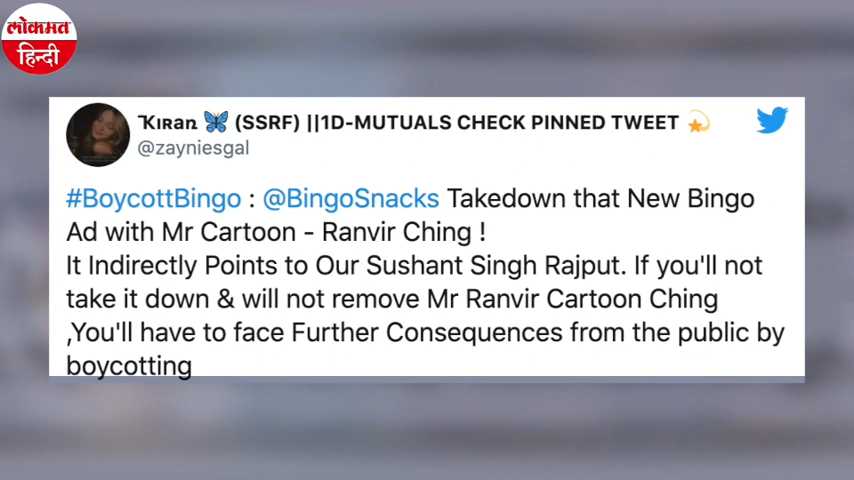 लोकमत
हिन्दी
Kıran 🦋 (SSRF) ||1D-MUTUALS CHECK PINNED TWEET 💫
@zayniesgal
#BoycottBingo : @BingoSnacks Takedown that New Bingo
Ad with Mr Cartoon - Ranvir Ching !
It Indirectly Points to Our Sushant Singh Rajput. If you'll not
take it down & will not remove Mr Ranvir Cartoon Ching
,You'll have to face Further Consequences from the public by
boycotting